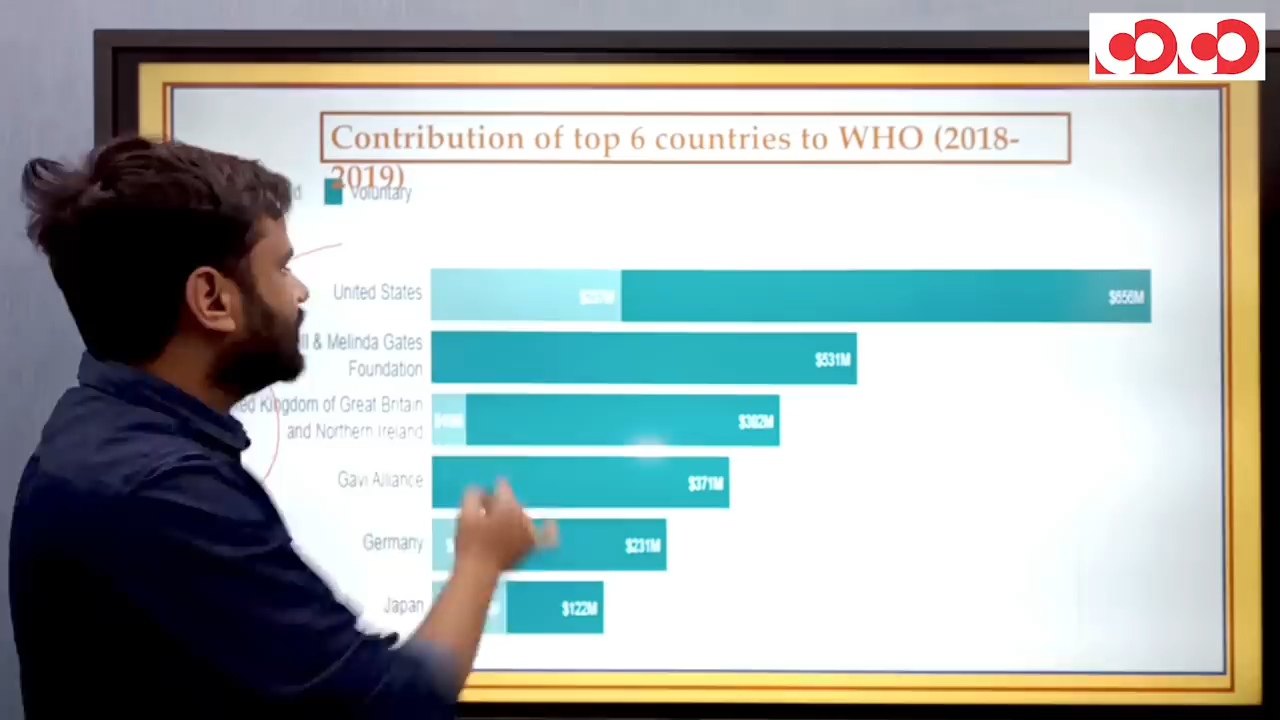 Contribution of top 6 countries to WHO (2018-
2019)
Voluntary
United States
$656M
& Melinda Gates
Foundation
$531M
Kingdom of Great Britain
and Northern Ireland
$382M
Gavi Alliance
$371M
Germany
$231M
Japan
$122M